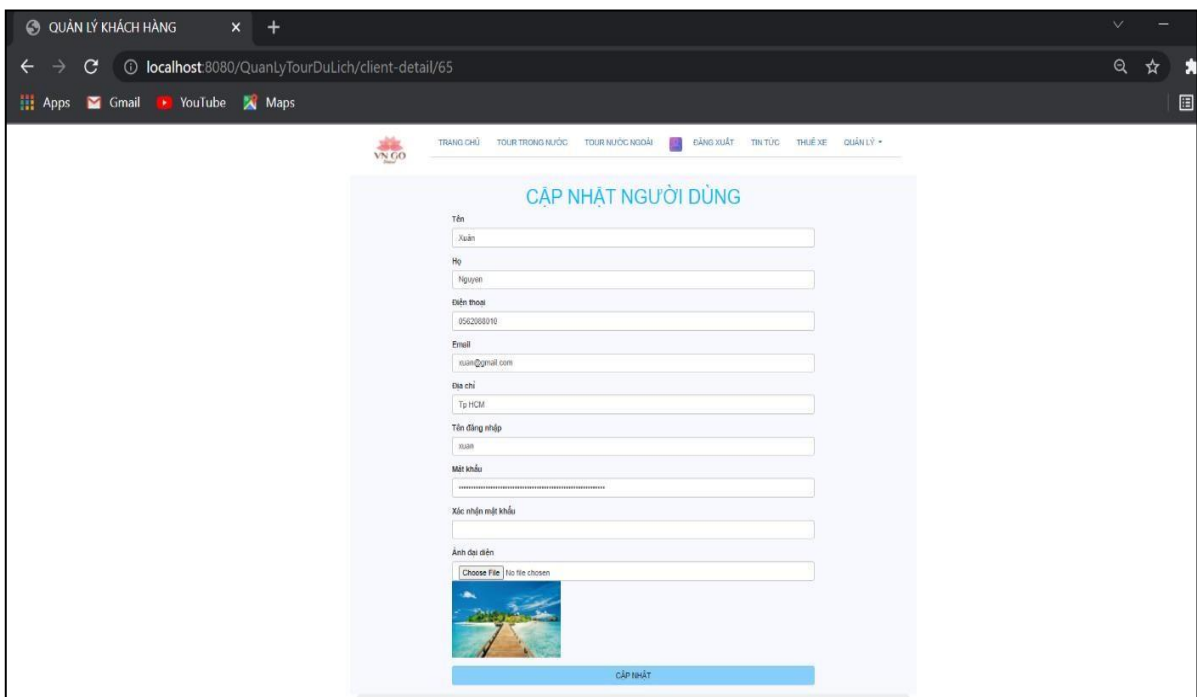 QUẢN LÝ KHÁCH HÀNG
localhost:8080/QuanLyTourDuLich/client-detail/65
Apps Gmail YouTube Maps
VN GO
TRANG CHỦ TOUR TRONG NƯỚC TOUR NƯỚC NGOÀI ĐĂNG XUẤT TIN TỨC THUÊ XE QUẢN LÝ
CẬP NHẬT NGƯỜI DÙNG
Tên
Xuân
Họ
Nguyen
Điện thoại
0562088010
Email
xuan@gmail.com
Địa chỉ
Tp HCM
Tên đăng nhập
xuan
Mật khẩu
Xác nhận mật khẩu
Ảnh đại diện
Choose File No file chosen
CẬP NHẬT